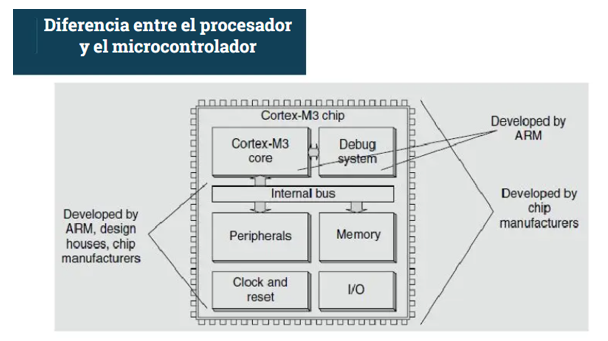 Diferencia entre el procesador
y el microcontrolador
Cortex-M3 chip
Cortex-M3
core
Debug
system
Developed by
ARM
Internal bus
Developed by
ARM, design
houses, chip
manufacturers
Peripherals
Memory
Developed by
chip
manufacturers
Clock and
reset
I/O